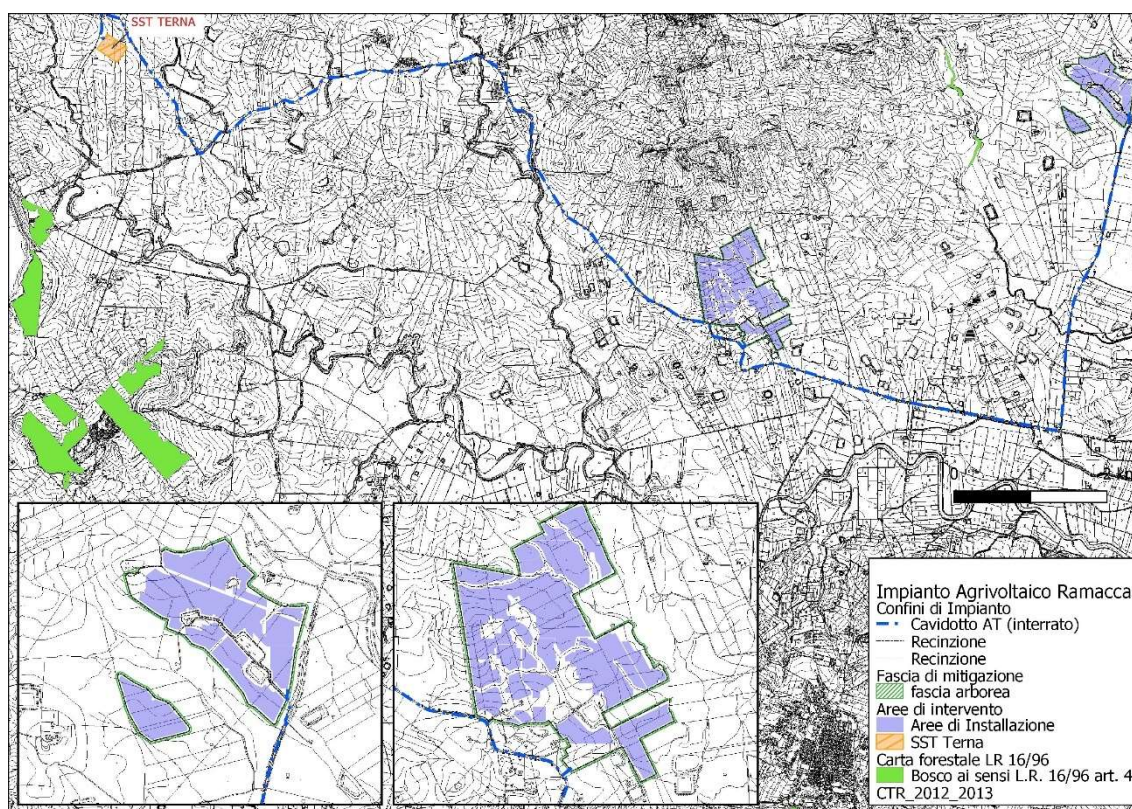 SST TERNA
Impianto Agrivoltaico Ramacca
Confini di Impianto
Cavidotto AT (interrato)
Recinzione
Recinzione
Fascia di mitigazione
fascia arborea
Aree di intervento
Aree di Installazione
SST Terna
Carta forestale LR 16/96
Bosco ai sensi L.R. 16/96 art. 4
CTR_2012_2013